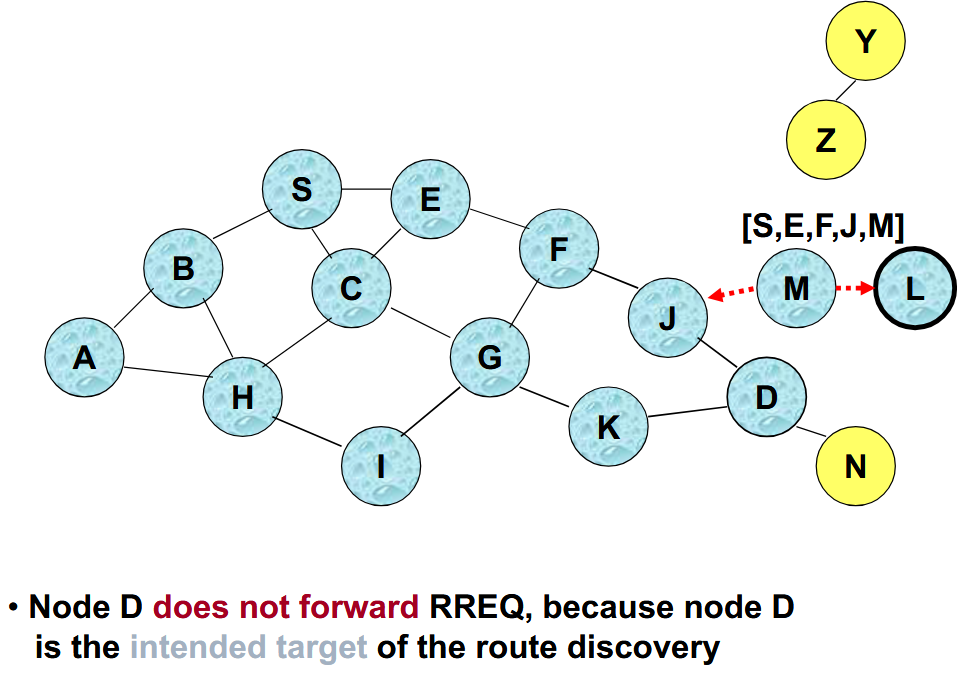 Y
Z
[S,E,F,J,M]
S
E
F
B
C
M
L
J
A
G
H
D
K
I
N
• Node D does not forward RREQ, because node D
is the intended target of the route discovery